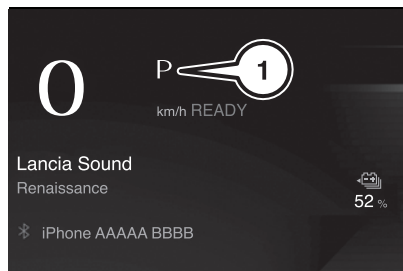 0
P
1
km/h READY
Lancia Sound
Renaissance
52 %
iPhone AAAAA BBBB